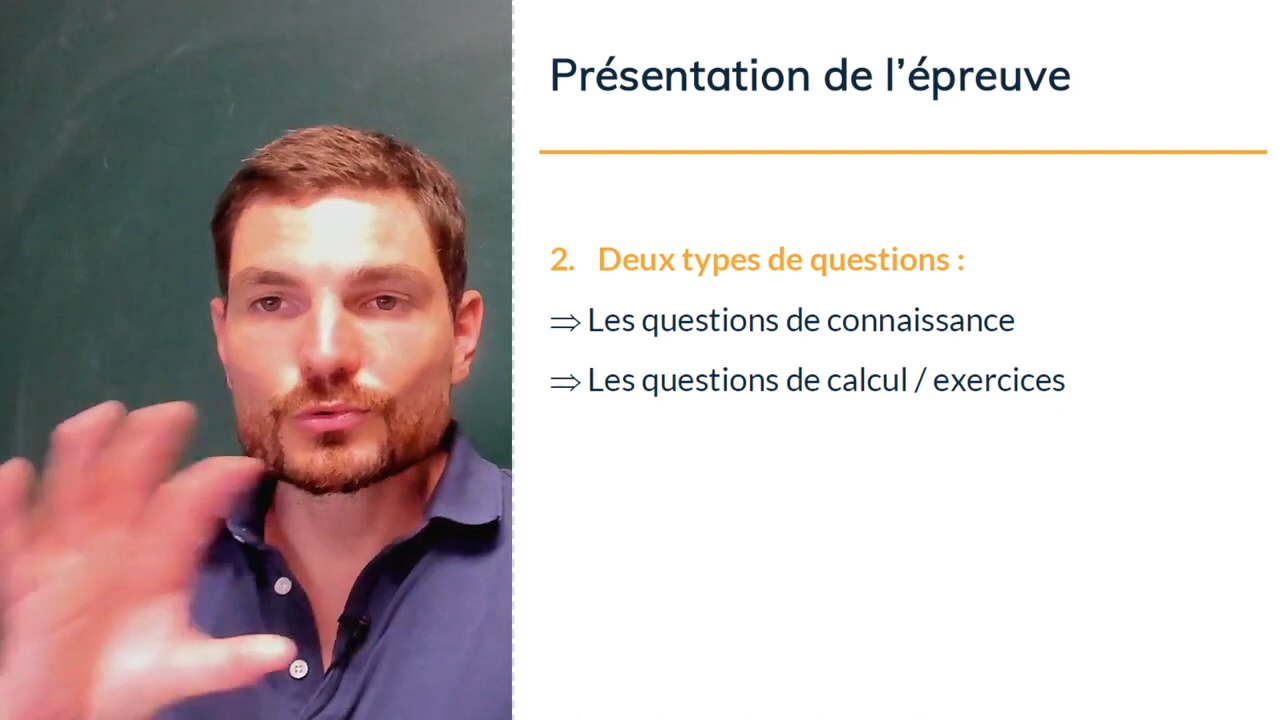 Présentation de l’épreuve
2. Deux types de questions :
⇒ Les questions de connaissance
⇒ Les questions de calcul / exercices